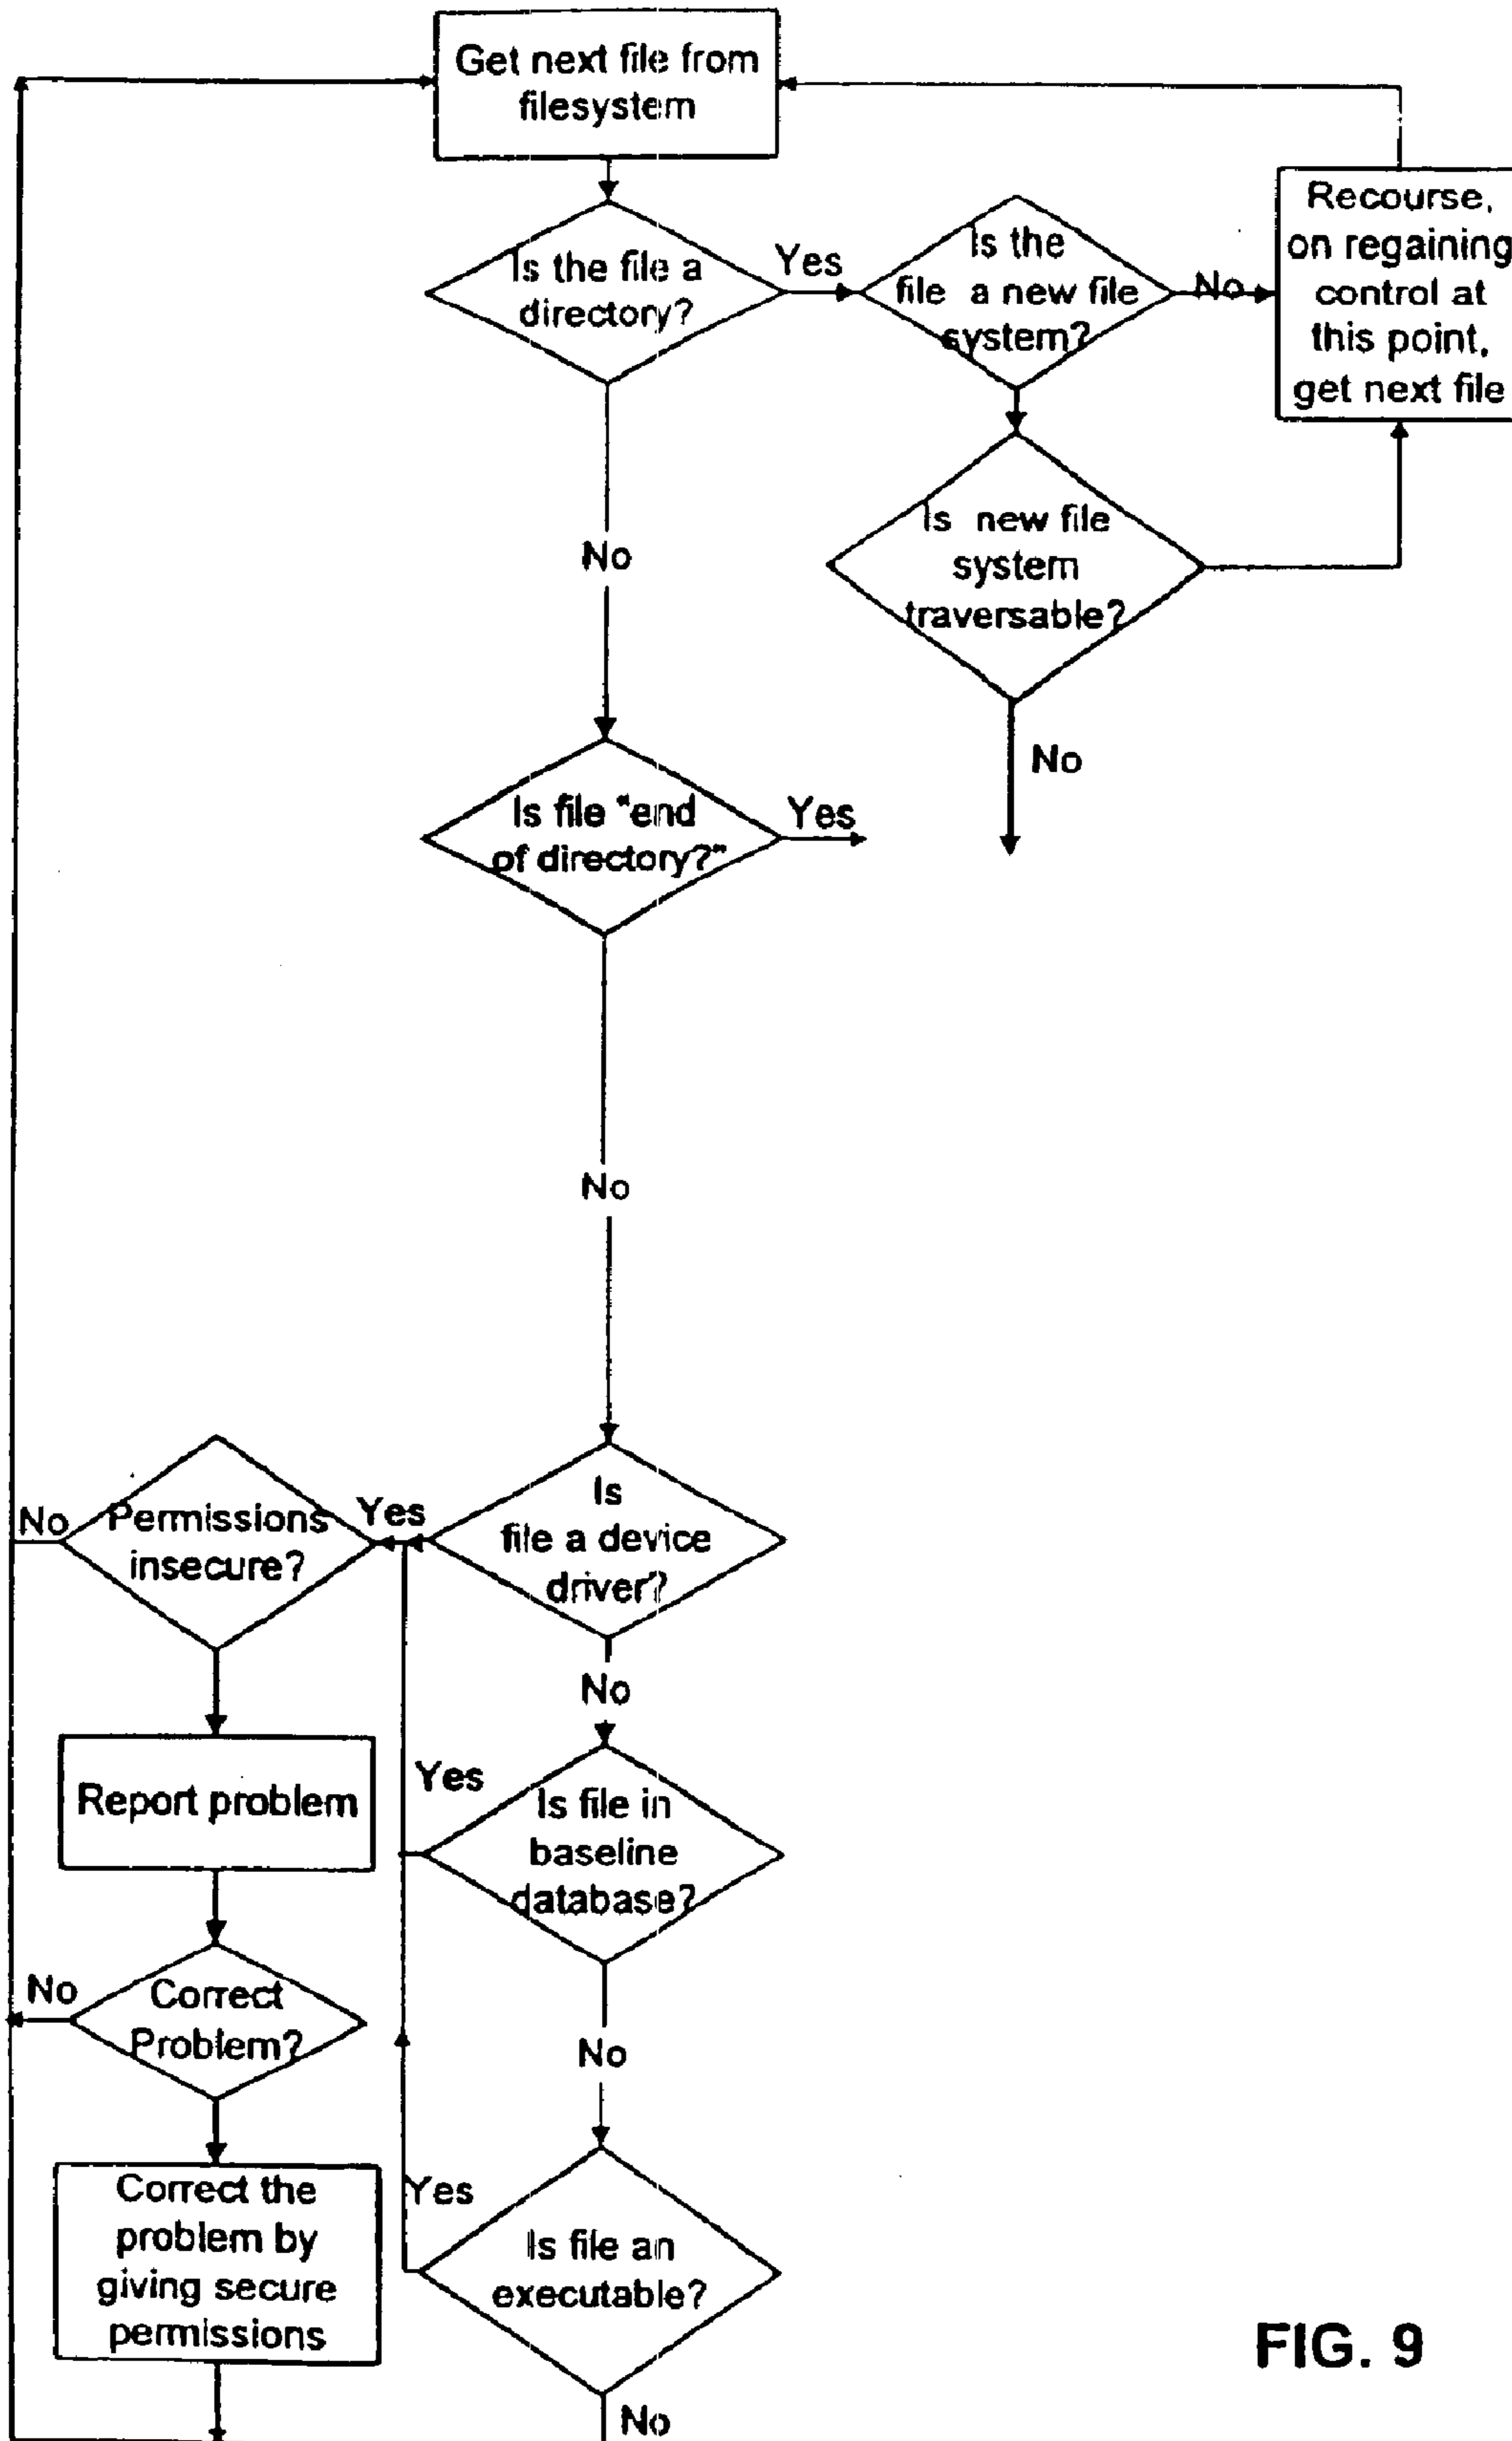 Get next file from
filesystem
Is the file a
directory?
Yes
Is the
file a new file
system?
No
Recourse,
on regaining
control at
this point,
get next file
Is new file
system
traversable?
No
No
Is file "end
of directory?"
Yes
No
Is
file a device
driver?
Yes
Permissions
insecure?
No
No
Report problem
Yes
Is file in
baseline
database?
Correct
Problem?
No
No
Correct the
problem by
giving secure
permissions
Yes
Is file an
executable?
No
FIG. 9